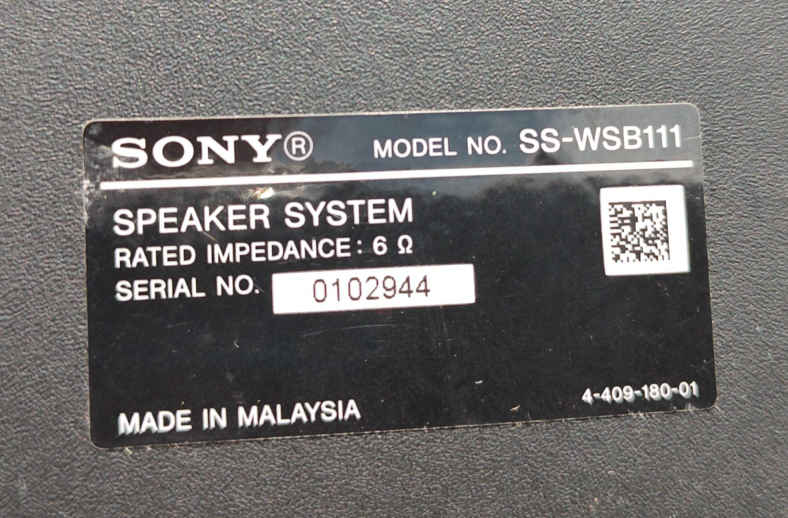 SONY® MODEL NO. SS-WSB111
SPEAKER SYSTEM
RATED IMPEDANCE: 6 Ω
SERIAL NO. 0102944
MADE IN MALAYSIA
4-409-180-01